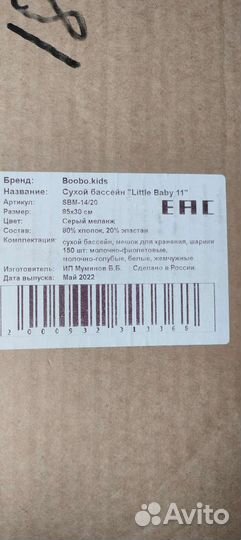 18
Бренд: Boobo.kids
Название: Сухой бассейн "Little Baby 11"
Артикул: SBM-14/20
Размер: 85х30 см
Цвет: Серый меланж
Состав: 80% хлопок, 20% эластан
Комплектация: сухой бассейн, мешок для хранения, шарики
150 шт: молочно-фиолетовые,
молочно-голубые, белые, жемчужные
Изготовитель: ИП Муминов В.Б. Сделано в России.
Дата выпуска: Май 2022
EAC
2000932313368
Avito